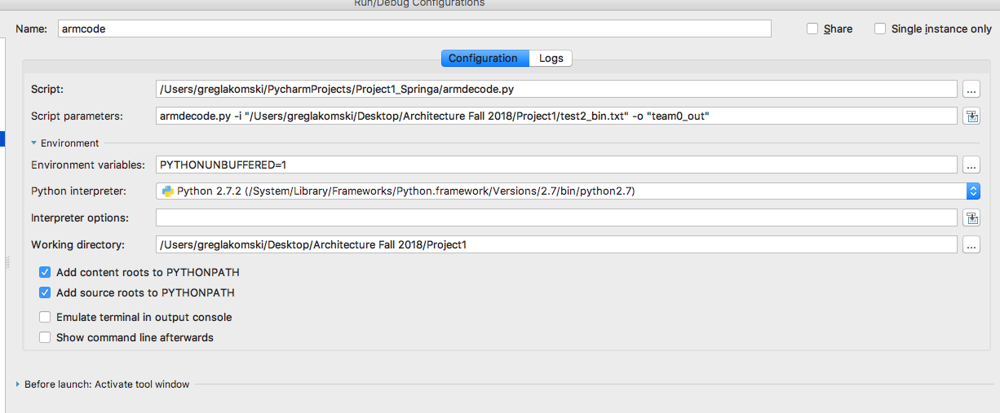 Run/Debug Configurations
Name: armcode Share Single instance only
Configuration Logs
Script: /Users/greglakomski/PycharmProjects/Project1_Springa/armdecode.py ...
Script parameters: armdecode.py -i "/Users/greglakomski/Desktop/Architecture Fall 2018/Project1/test2_bin.txt" -o "team0_out"
Environment
Environment variables: PYTHONUNBUFFERED=1 ...
Python interpreter: Python 2.7.2 (/System/Library/Frameworks/Python.framework/Versions/2.7/bin/python2.7)
Interpreter options:
Working directory: /Users/greglakomski/Desktop/Architecture Fall 2018/Project1 ...
Add content roots to PYTHONPATH
Add source roots to PYTHONPATH
Emulate terminal in output console
Show command line afterwards
Before launch: Activate tool window